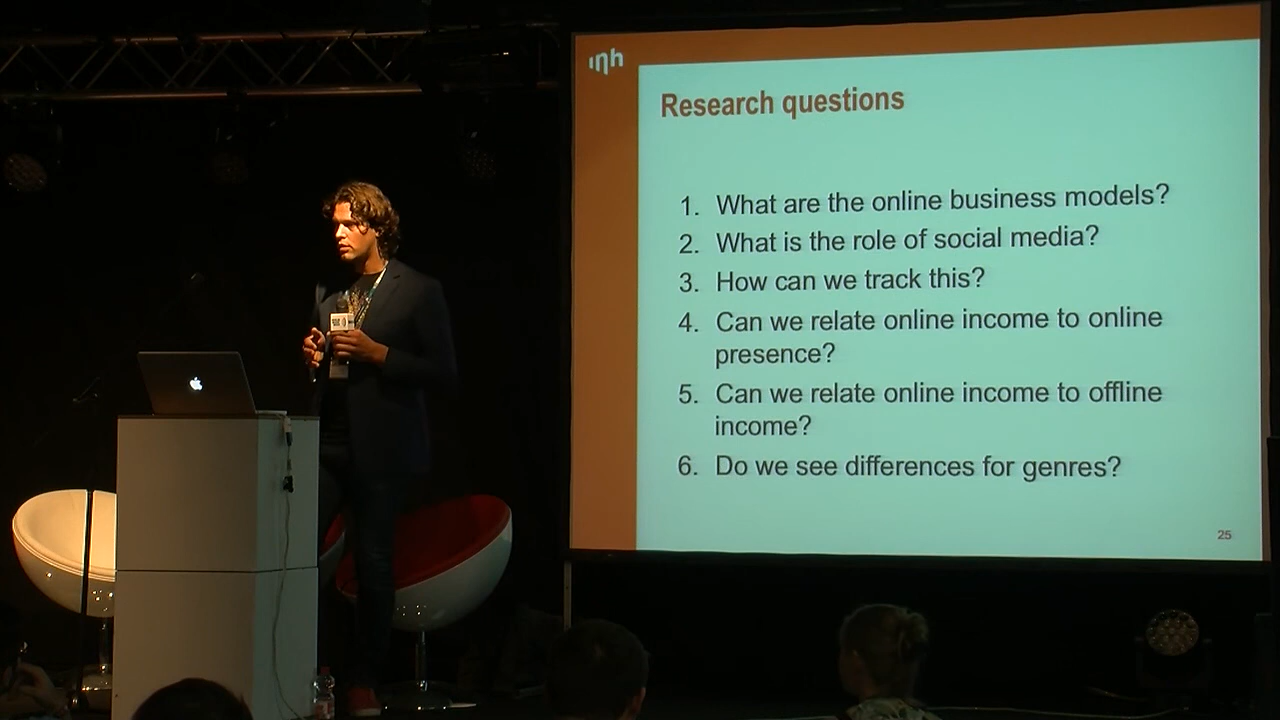 ınh
Research questions
1. What are the online business models?
2. What is the role of social media?
3. How can we track this?
4. Can we relate online income to online
presence?
5. Can we relate online income to offline
income?
6. Do we see differences for genres?
25